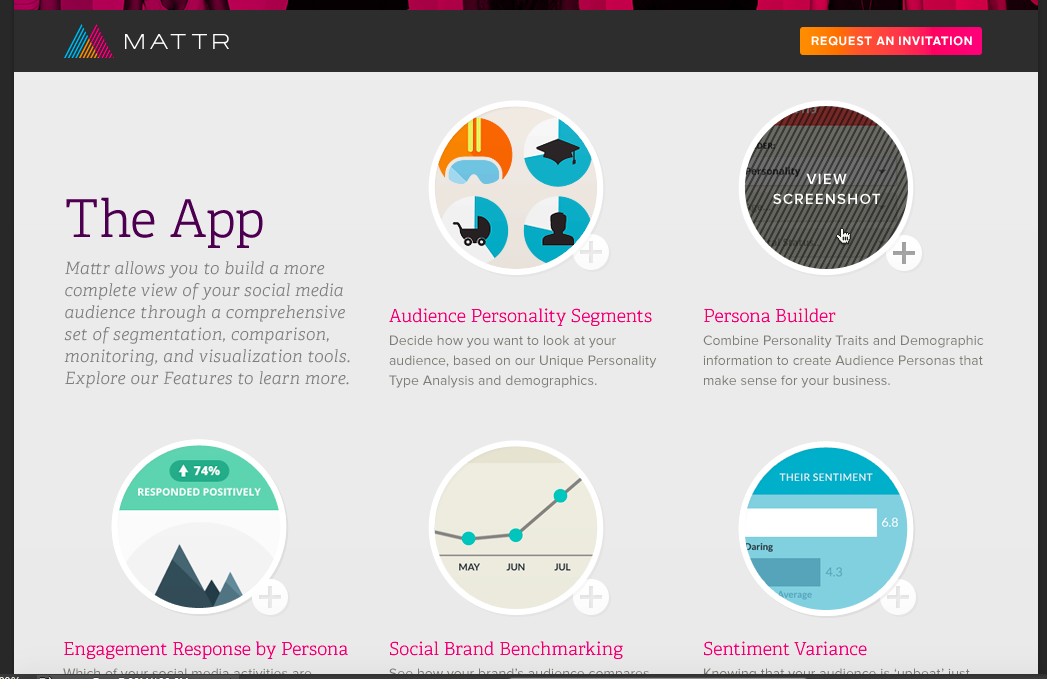 MATTR
REQUEST AN INVITATION
The App
Mattr allows you to build a more
complete view of your social media
audience through a comprehensive
set of segmentation, comparison,
monitoring, and visualization tools.
Explore our Features to learn more.
Audience Personality Segments
Decide how you want to look at your
audience, based on our Unique Personality
Type Analysis and demographics.
Personality
VIEW
SCREENSHOT
Persona Builder
Combine Personality Traits and Demographic
information to create Audience Personas that
make sense for your business.
74%
RESPONDED POSITIVELY
Engagement Response by Persona
Which of your social media activities are
MAY JUN JUL
Social Brand Benchmarking
See how your brand's audience compares
THEIR SENTIMENT
6.8
Daring
4.3
Average
Sentiment Variance
Knowing that your audience is 'upbeat' just